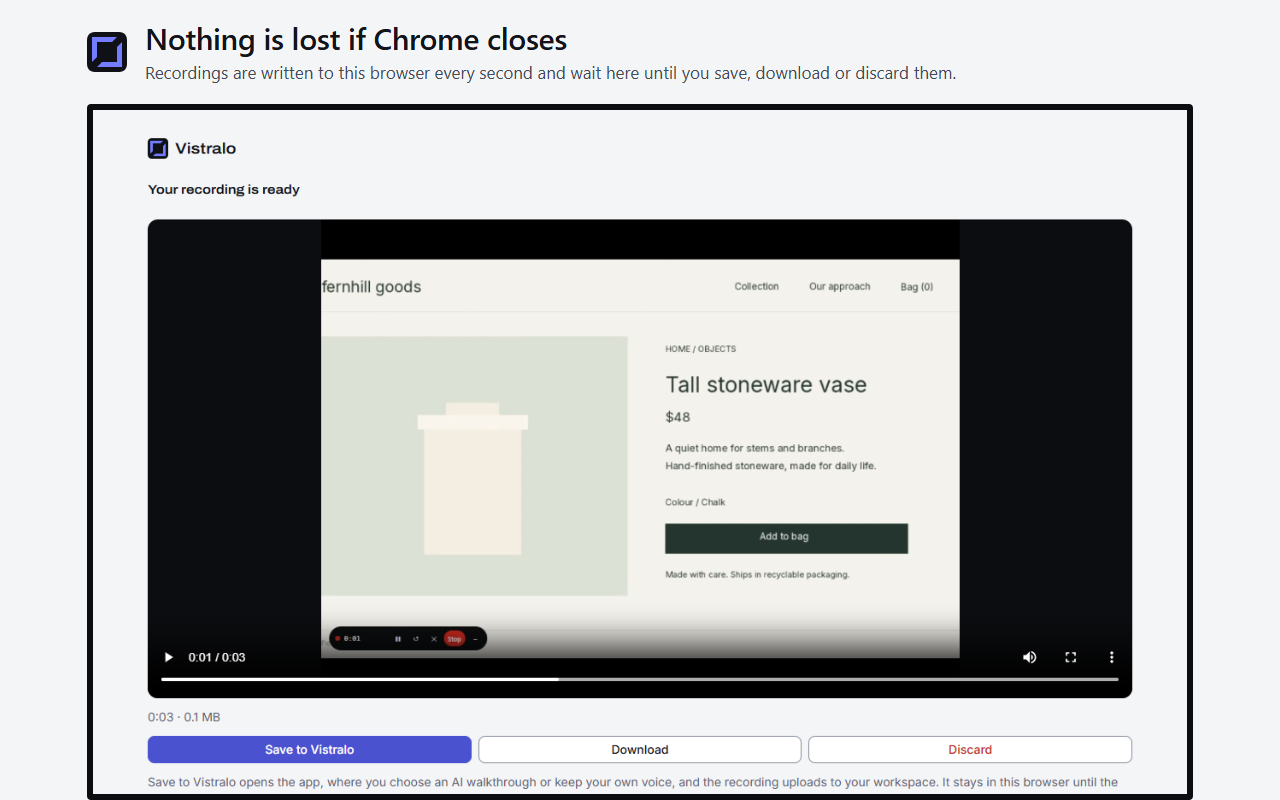 Nothing is lost if Chrome closes
Recordings are written to this browser every second and wait here until you save, download or discard them.
Vistralo
Your recording is ready
fernhill goods
Collection
Our approach
Bag (0)
HOME / OBJECTS
Tall stoneware vase
$48
A quiet home for stems and branches.
Hand-finished stoneware, made for daily life.
Colour / Chalk
Add to bag
Made with care. Ships in recyclable packaging.
0:01
Stop
0:01 / 0:03
0:03 · 0.1 MB
Save to Vistralo
Download
Discard
Save to Vistralo opens the app, where you choose an AI walkthrough or keep your own voice, and the recording uploads to your workspace. It stays in this browser until the